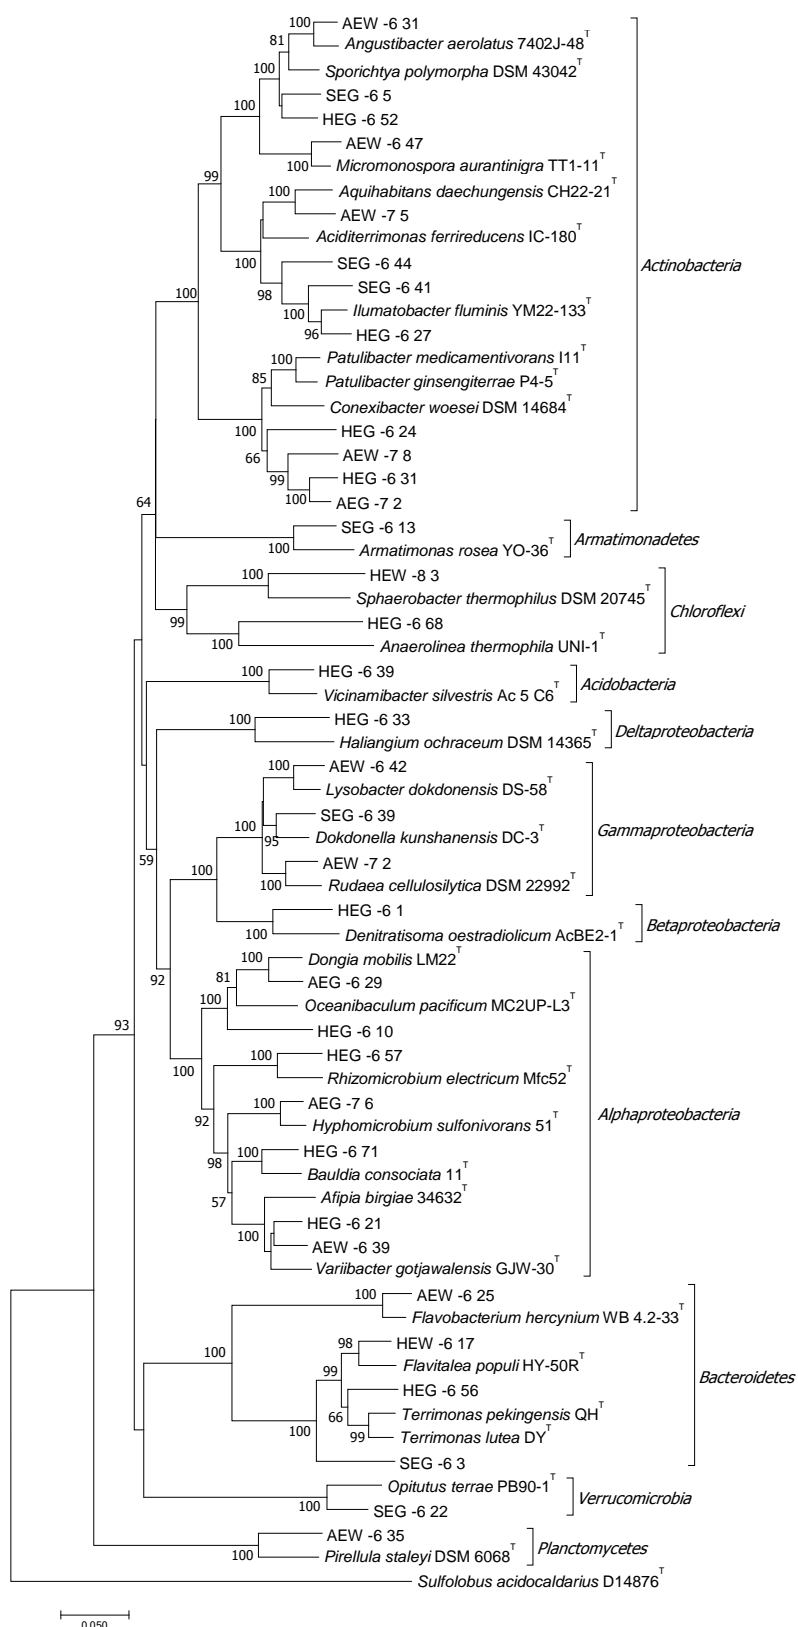 AEW -6 31
100
Angustibacter aerolatus 7402J-48T
81
Sporichtya polymorpha DSM 43042T
100
SEG -6 5
100
HEG -6 52
AEW -6 47
100
Micromonospora aurantinigra TT1-11T
99
Aquihabitans daechungensis CH22-21T
100
AEW -7 5
Aciditerrimonas ferrireducens IC-180T
100
SEG -6 44
Actinobacteria
98
SEG -6 41
100
Ilumatobacter fluminis YM22-133T
100
HEG -6 27
96
Patulibacter medicamentivorans I11T
100
Patulibacter ginsengiterrae P4-5T
85
Conexibacter woesei DSM 14684T
100
HEG -6 24
66
AEW -7 8
99
HEG -6 31
100
AEG -7 2
64
SEG -6 13
100
Armatimonas rosea YO-36T
Armatimonadetes
HEW -8 3
100
Sphaerobacter thermophilus DSM 20745T
Chloroflexi
99
HEG -6 68
100
Anaerolinea thermophila UNI-1T
HEG -6 39
100
Vicinamibacter silvestris Ac 5 C6T
Acidobacteria
HEG -6 33
100
Haliangium ochraceum DSM 14365T
Deltaproteobacteria
AEW -6 42
100
Lysobacter dokdonensis DS-58T
SEG -6 39
100
Dokdonella kunshanensis DC-3T
95
Gammaproteobacteria
59
AEW -7 2
100
Rudaea cellulosilytica DSM 22992T
100
HEG -6 1
100
Denitratisoma oestradiolicum AcBE2-1T
Betaproteobacteria
92
Dongia mobilis LM22T
100
AEG -6 29
81
Oceanibaculum pacificum MC2UP-L3T
100
HEG -6 10
93
100
HEG -6 57
100
Rhizomicrobium electricum Mfc52T
AEG -7 6
100
Hyphomicrobium sulfonivorans 51T
Alphaproteobacteria
92
HEG -6 71
100
98
Bauldia consociata 11T
57
Afipia birgiae 34632T
HEG -6 21
100
AEW -6 39
Variibacter gotjawalensis GJW-30T
AEW -6 25
100
Flavobacterium hercynium WB 4.2-33T
HEW -6 17
98
100
Flavitalea populi HY-50RT
99
Bacteroidetes
HEG -6 56
66
Terrimonas pekingensis QHT
99
Terrimonas lutea DYT
100
SEG -6 3
Opitutus terrae PB90-1T
100
SEG -6 22
Verrucomicrobia
AEW -6 35
100
Pirellula staleyi DSM 6068T
Planctomycetes
Sulfolobus acidocaldarius D14876T
0.050